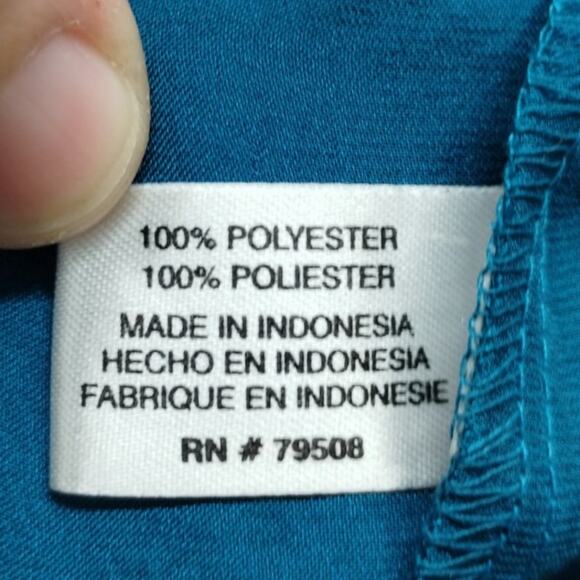 100% POLYESTER
100% POLIESTER
MADE IN INDONESIA
HECHO EN INDONESIA
FABRIQUE EN INDONESIE
RN # 79508